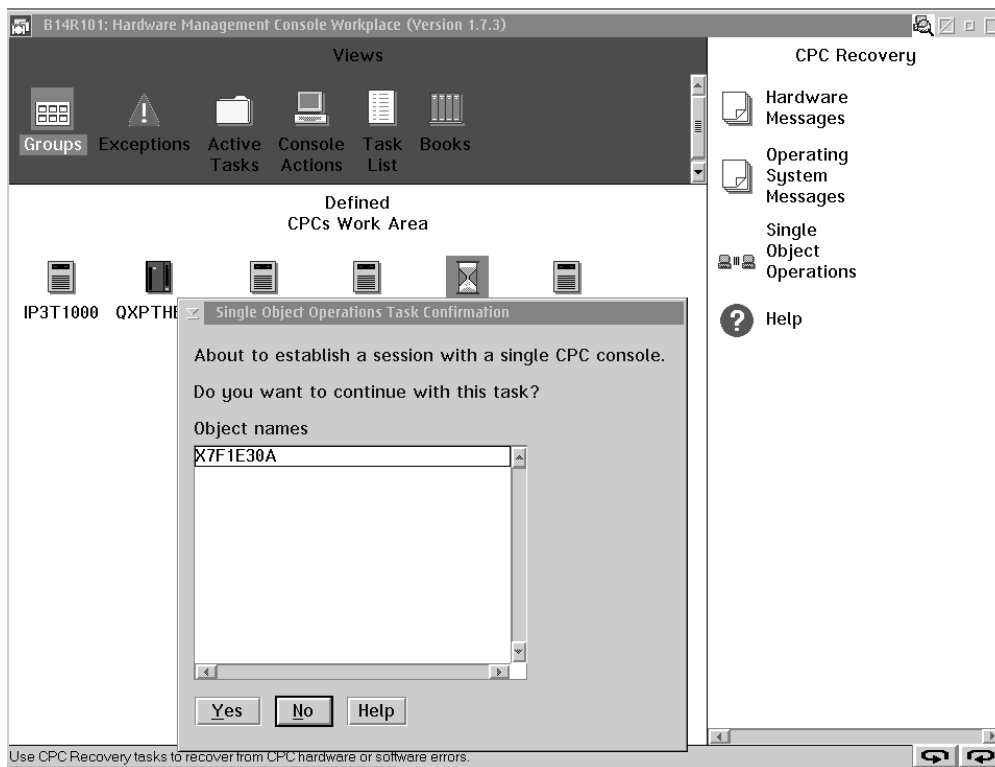 B14R101: Hardware Management Console Workplace (Version 1.7.3)
Views
Groups
Exceptions
Active
Tasks
Console
Actions
Task
List
Books
Defined
CPCs Work Area
IP3T1000
Single Object Operations Task Confirmation
About to establish a session with a single CPC console.
Do you want to continue with this task?
Object names
X7F1E30A
Yes
No
Help
CPC Recovery
Hardware
Messages
Operating
System
Messages
Single
Object
Operations
Help
Use CPC Recovery tasks to recover from CPC hardware or software errors.